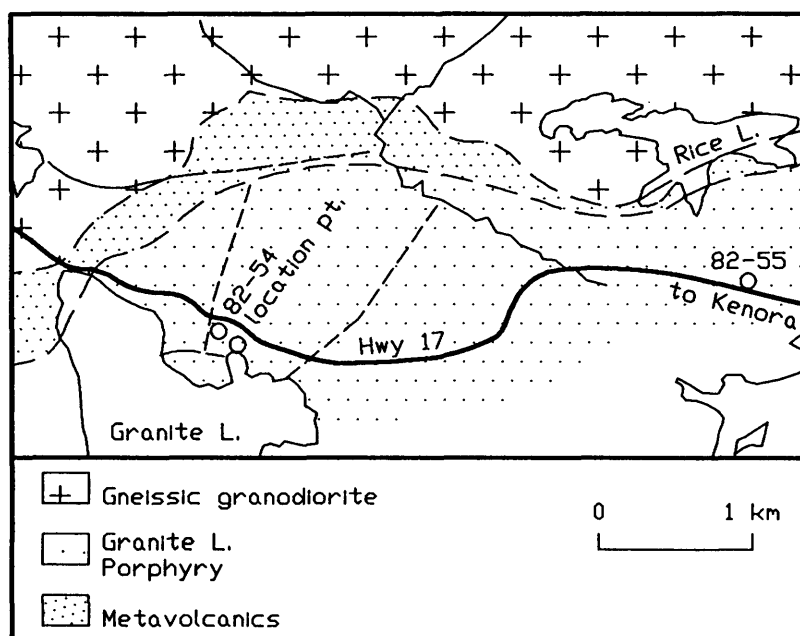 Rice L.
82-54
location pt.
82-55
to Kenora
Hwy 17
Granite L.
Gneissic granodiorite
Granite L.
Porphyry
Metavolcanics
0 1 km